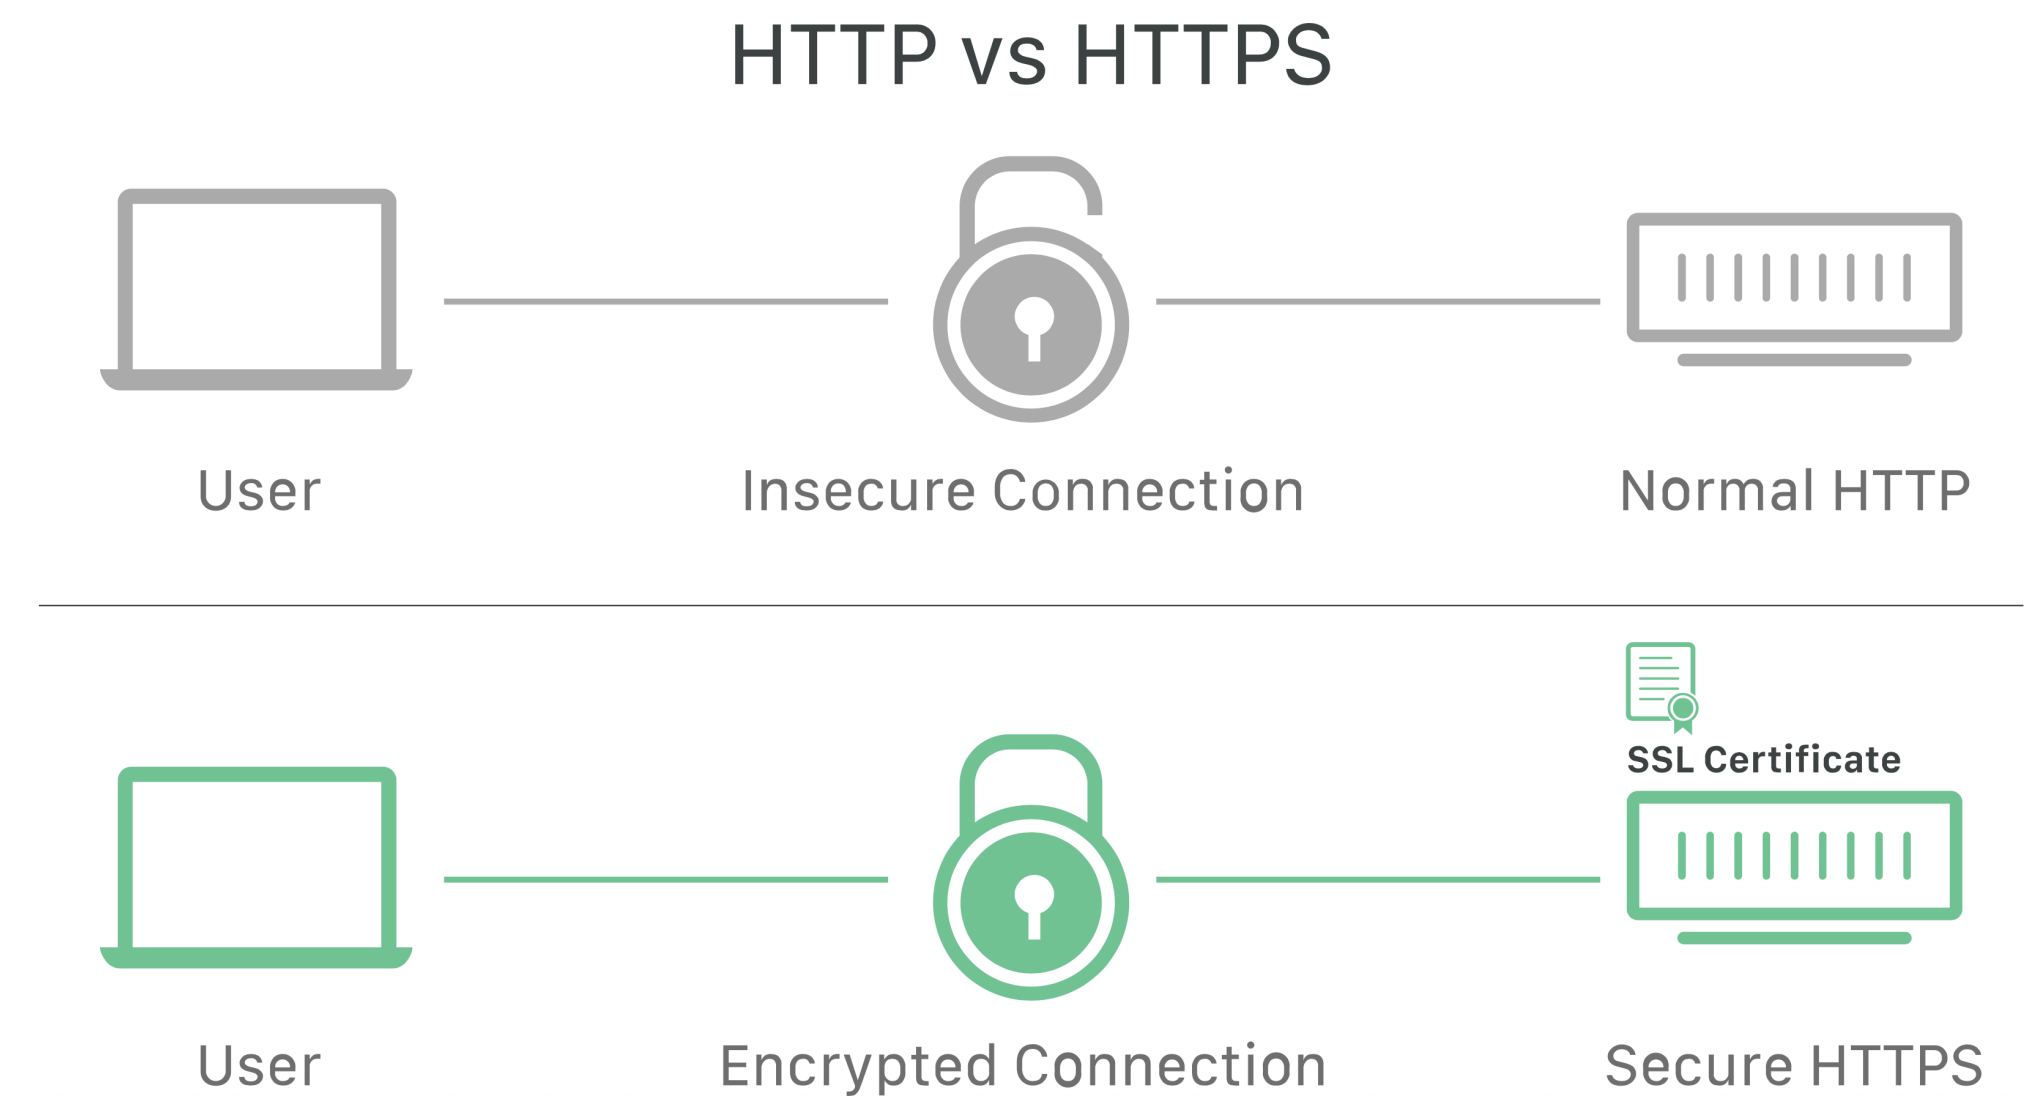 HTTP vs HTTPS
User
Insecure Connection
Normal HTTP
SSL Certificate
User
Encrypted Connection
Secure HTTPS